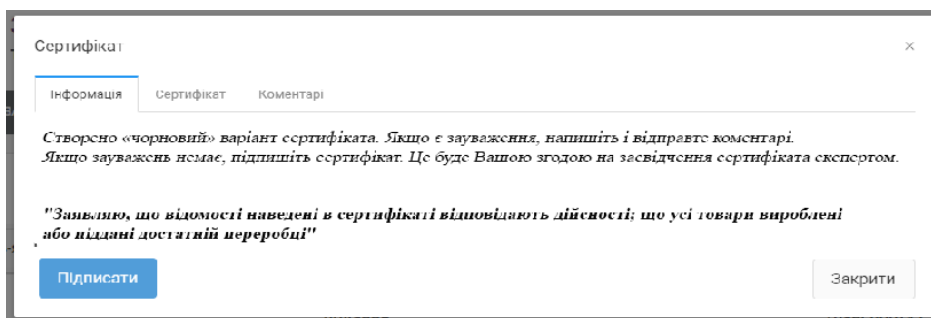 Сертифікат
×
Інформація Сертифікат Коментарі
Створено «чорновий» варіант сертифіката. Якщо є зауваження, напишіть і відправте коментарі.
Якщо зауважень немає, підпишіть сертифікат. Це буде Вашою згодою на засвідчення сертифіката експертом.
"Заявляю, що відомості наведені в сертифікаті відповідають дійсності; що усі товари вироблені
або піддані достатній переробці"
Підписати Закрити